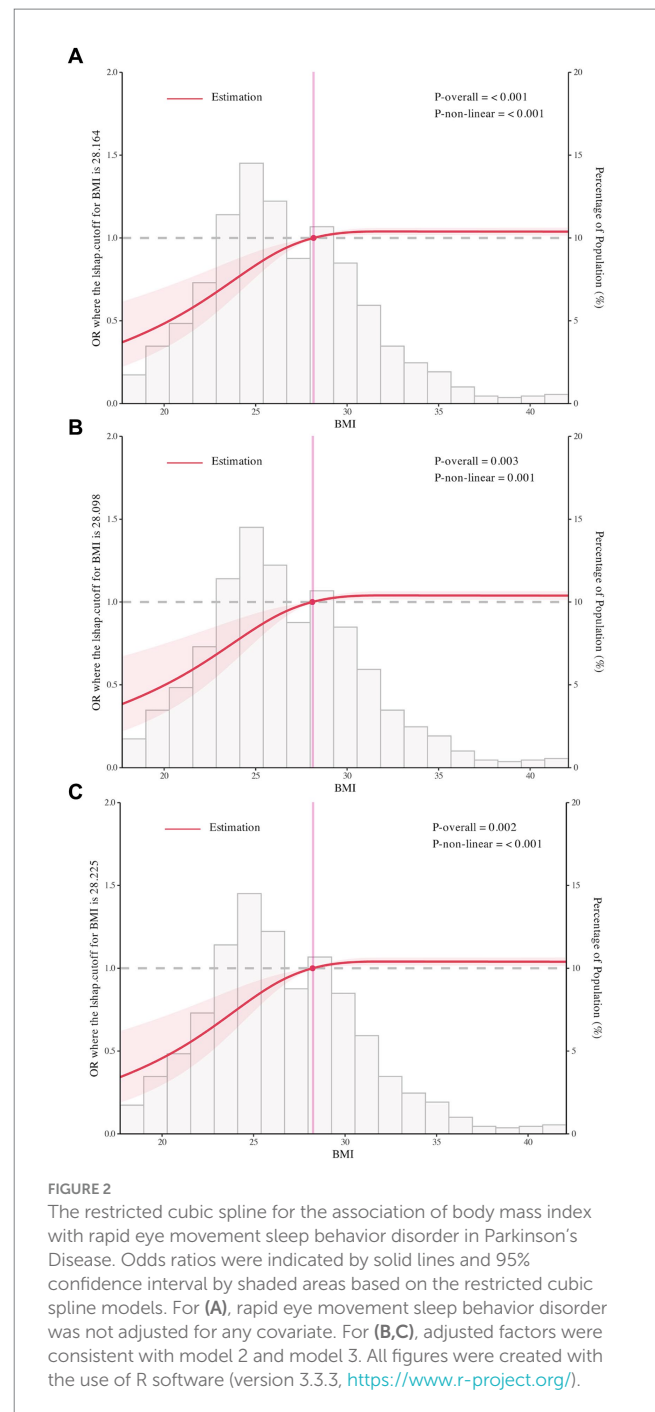 A
2.0
20
Estimation
P-overall = < 0.001
P-non-linear = < 0.001
OR where the lshap.cutoff for BMI is 28.164
Percentage of Population (%)
1.5
15
1.0
10
0.5
5
0.0
0
20 25 30 35 40
BMI
B
2.0
20
Estimation
P-overall = 0.003
P-non-linear = 0.001
OR where the lshap.cutoff for BMI is 28.098
Percentage of Population (%)
1.5
15
1.0
10
0.5
5
0.0
0
20 25 30 35 40
BMI
C
2.0
20
Estimation
P-overall = 0.002
P-non-linear = < 0.001
OR where the lshap.cutoff for BMI is 28.225
Percentage of Population (%)
1.5
15
1.0
10
0.5
5
0.0
0
20 25 30 35 40
BMI
FIGURE 2
The restricted cubic spline for the association of body mass index
with rapid eye movement sleep behavior disorder in Parkinson's
Disease. Odds ratios were indicated by solid lines and 95%
confidence interval by shaded areas based on the restricted cubic
spline models. For (A), rapid eye movement sleep behavior disorder
was not adjusted for any covariate. For (B,C), adjusted factors were
consistent with model 2 and model 3. All figures were created with
the use of R software (version 3.3.3, https://www.r-project.org/).